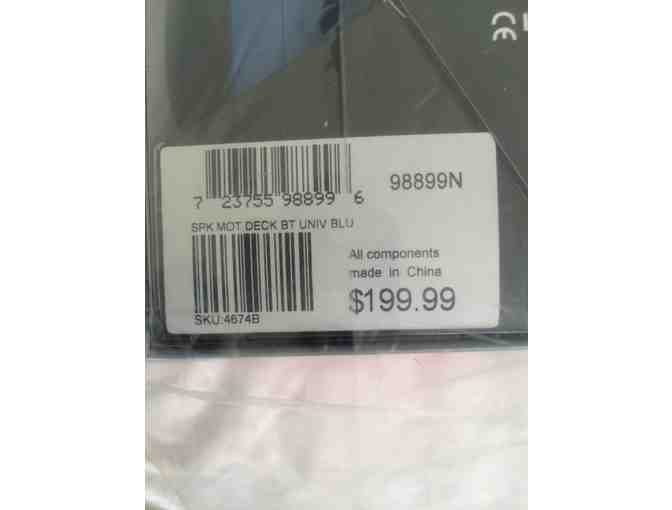 CE
7 23755 98899 6
98899N
SPK MOT DECK BT UNIV BLU
All components
made in China
$199.99
SKU:4674B